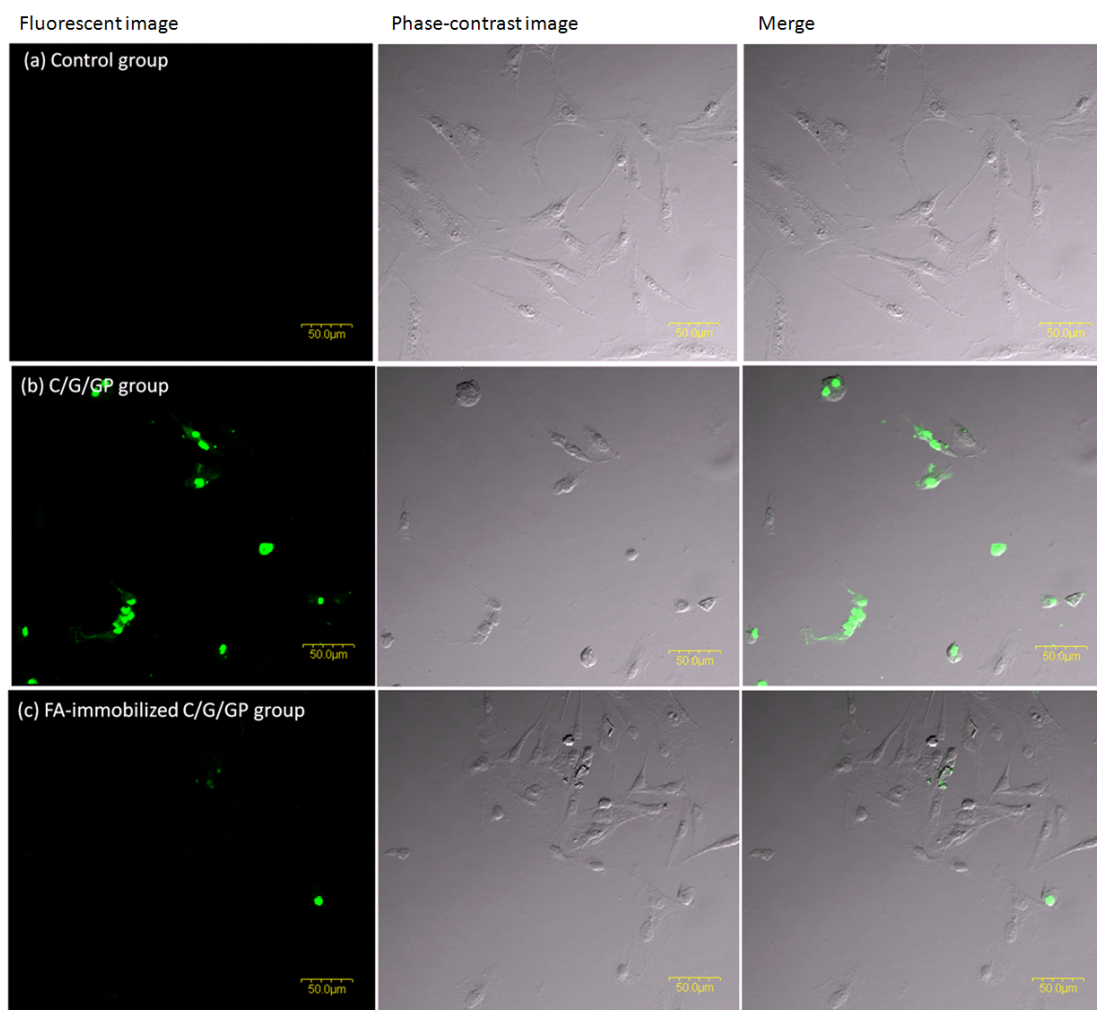 Fluorescent image Phase-contrast image Merge
(a) Control group
50.0µm 50.0µm 50.0µm
(b) C/G/GP group
50.0µm 50.0µm 50.0µm
(c) FA-immobilized C/G/GP group
50.0µm 50.0µm 50.0µm